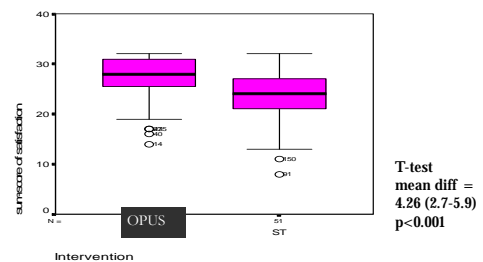 40
30
20
10
0
sumscore of satisfaction
40
14
150
91
N =
51
OPUS
ST
Intervention
T-test
mean diff =
4.26 (2.7-5.9)
p<0.001